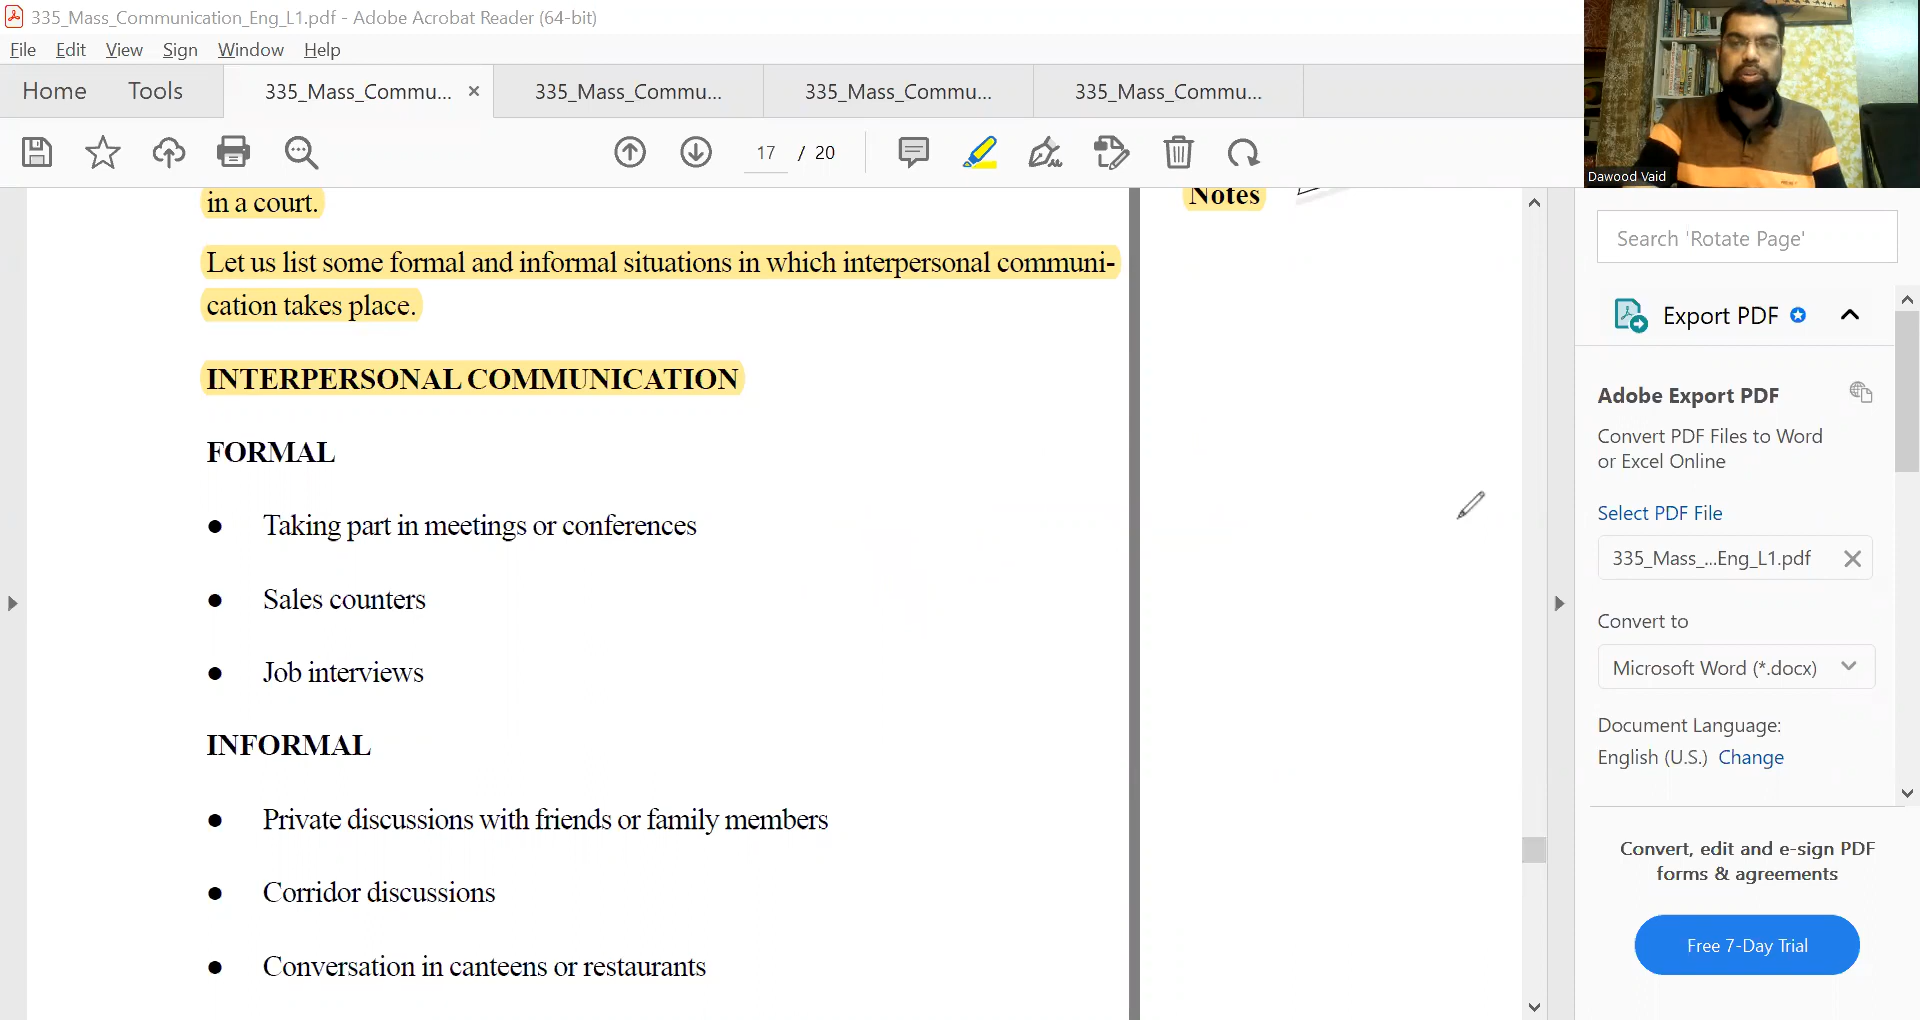 335_Mass_Communication_Eng_L1.pdf - Adobe Acrobat Reader (64-bit)
File Edit View Sign Window Help
Home Tools 335_Mass_Commu... × 335_Mass_Commu... 335_Mass_Commu... 335_Mass_Commu...
17 / 20
Dawood Vaid
in a court.
Notes
Let us list some formal and informal situations in which interpersonal communi-
cation takes place.
INTERPERSONAL COMMUNICATION
FORMAL
● Taking part in meetings or conferences
● Sales counters
● Job interviews
INFORMAL
● Private discussions with friends or family members
● Corridor discussions
● Conversation in canteens or restaurants
Search 'Rotate Page'
Export PDF
Adobe Export PDF
Convert PDF Files to Word
or Excel Online
Select PDF File
335_Mass_...Eng_L1.pdf
Convert to
Microsoft Word (*.docx)
Document Language:
English (U.S.) Change
Convert, edit and e-sign PDF
forms & agreements
Free 7-Day Trial